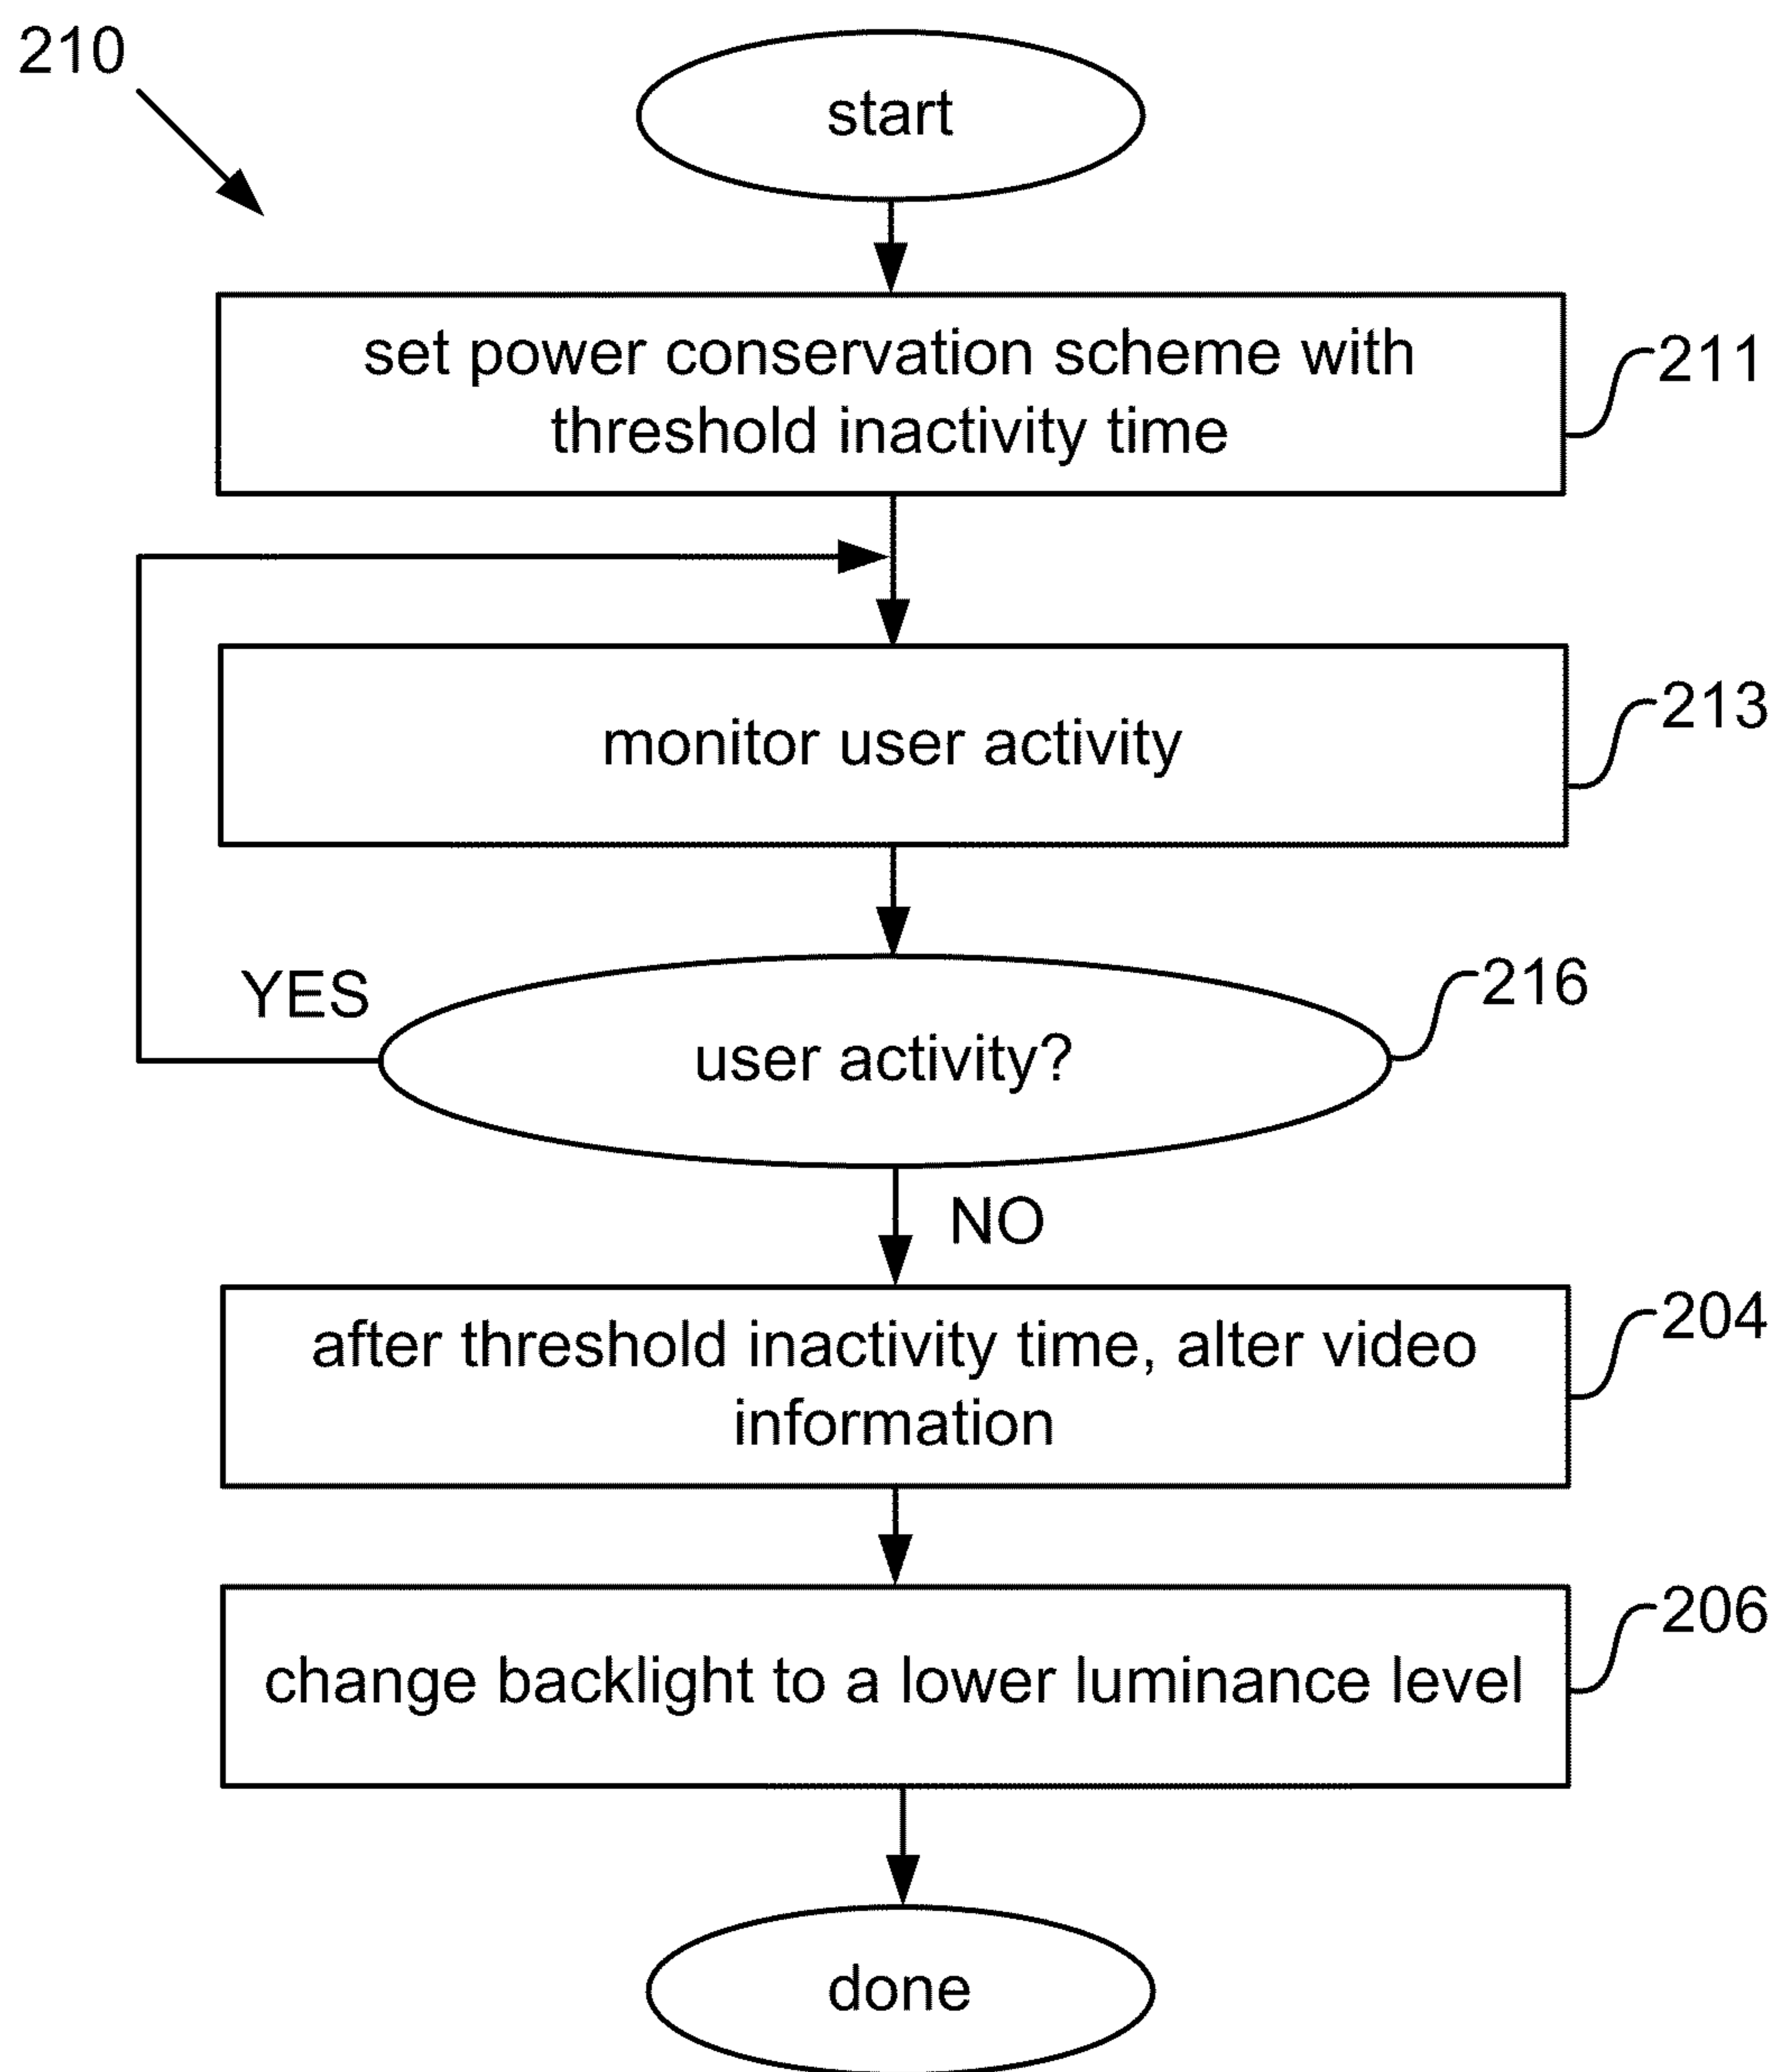 210
start
set power conservation scheme with
threshold inactivity time
211
monitor user activity
213
YES
user activity?
216
NO
after threshold inactivity time, alter video
information
204
change backlight to a lower luminance level
206
done